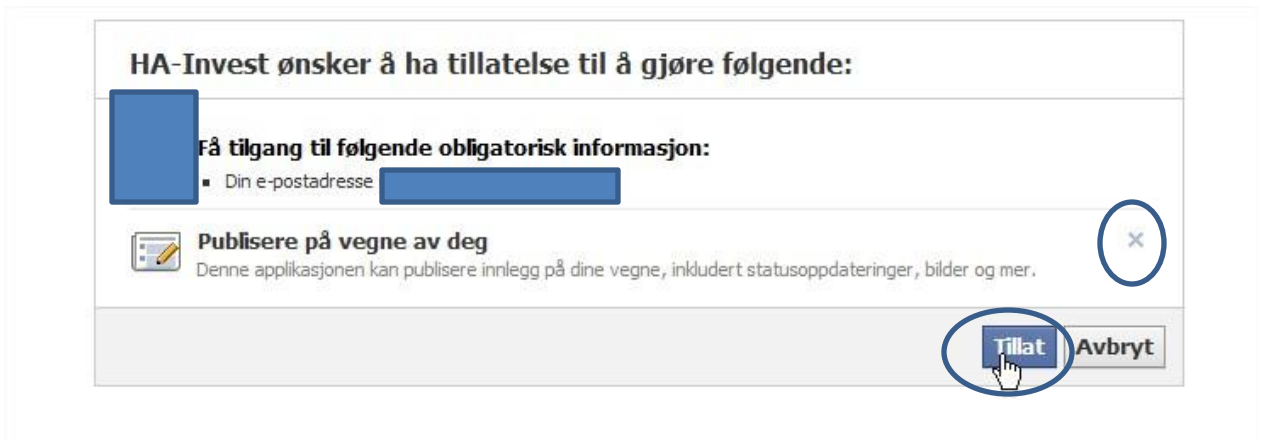 HA-Invest ønsker å ha tillatelse til å gjøre følgende:
Få tilgang til følgende obligatorisk informasjon:
▪ Din e-postadresse
Publisere på vegne av deg
Denne applikasjonen kan publisere innlegg på dine vegne, inkludert statusoppdateringer, bilder og mer.
Tillat Avbryt